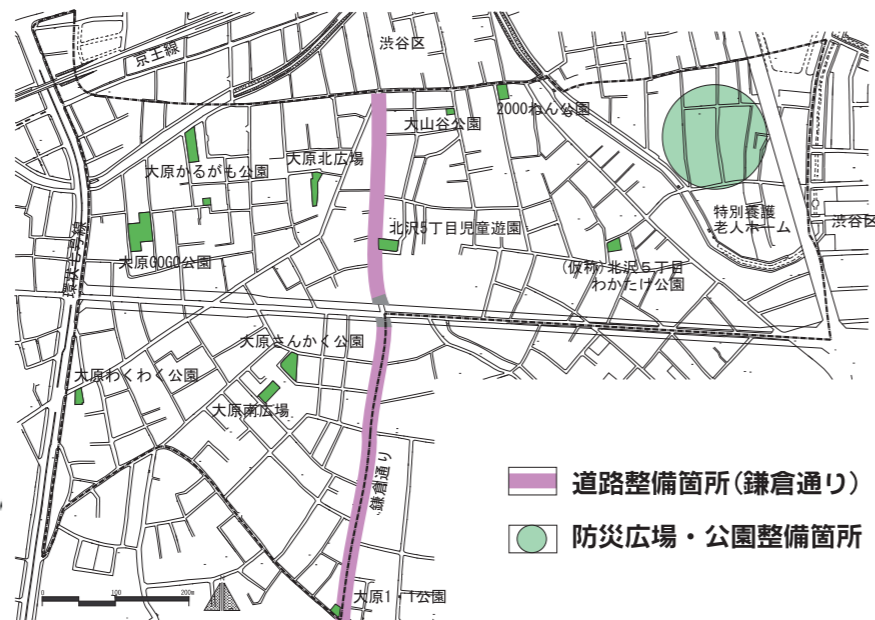 渋谷区
京王線
大山谷公園
2000ねん公園
大原かるがも公園
大原北広場
特別養護
老人ホーム
渋谷区
北沢5丁目児童遊園
大原GOGO公園
(仮称)北沢5丁目
わかたけ公園
環状七号線
大原さんかく公園
大原わくわく公園
大原南広場
鎌倉通り
道路整備箇所(鎌倉通り)
防災広場・公園整備箇所
0 100 200m
大原1・1公園